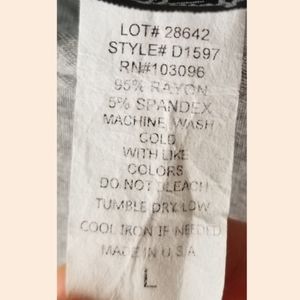 LOT# 28642
STYLE# D1597
RN#103096
95% RAYON
5% SPANDEX
MACHINE WASH
COLD
WITH LIKE
COLORS
DO NOT BLEACH
TUMBLE DRY LOW
COOL IRON IF NEEDED
MADE IN U.S.A
L